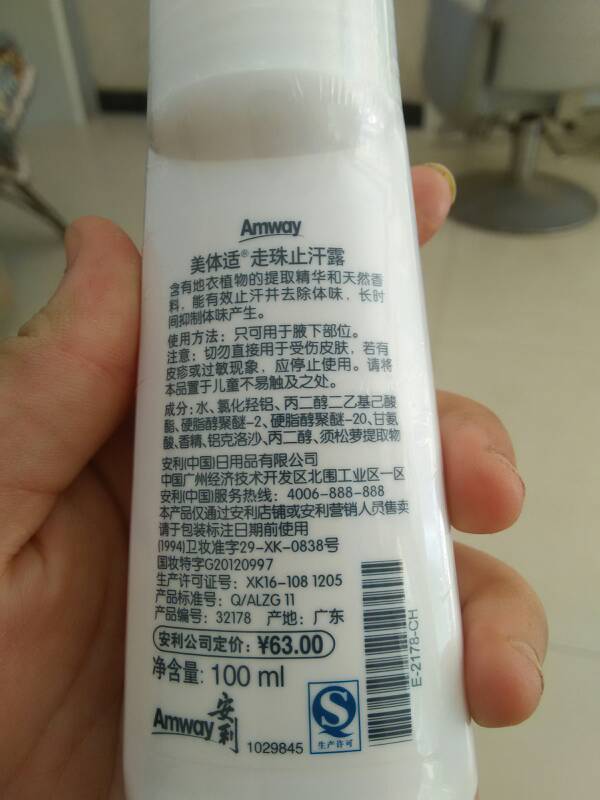 Amway
美体适®走珠止汗露
含有地衣植物的提取精华和天然香
料，能有效止汗并去除体味，长时
间抑制体味产生。
使用方法：只可用于腋下部位。
注意：切勿直接用于受伤皮肤，若有
皮疹或过敏现象，应停止使用。请将
本品置于儿童不易触及之处。
成分：水、氯化羟铝、丙二醇二乙基己酸
酯、硬脂醇聚醚-2、硬脂醇聚醚-20、甘氨
酸、香精、铝克洛沙、丙二醇、须松萝提取物
安利(中国)日用品有限公司
中国广州经济技术开发区北围工业区一区
安利(中国)服务热线：4006-888-888
本产品仅通过安利店铺或安利营销人员售卖
请于包装标注日期前使用
(1994)卫妆准字29-XK-0838号
国妆特字G20120997
生产许可证号：XK16-108 1205
产品标准号：Q/ALZG 11
产品编号：32178 产地：广东
安利公司定价：¥63.00
净含量：100 ml
Amway安利
1029845
生产许可
E-2178-CH